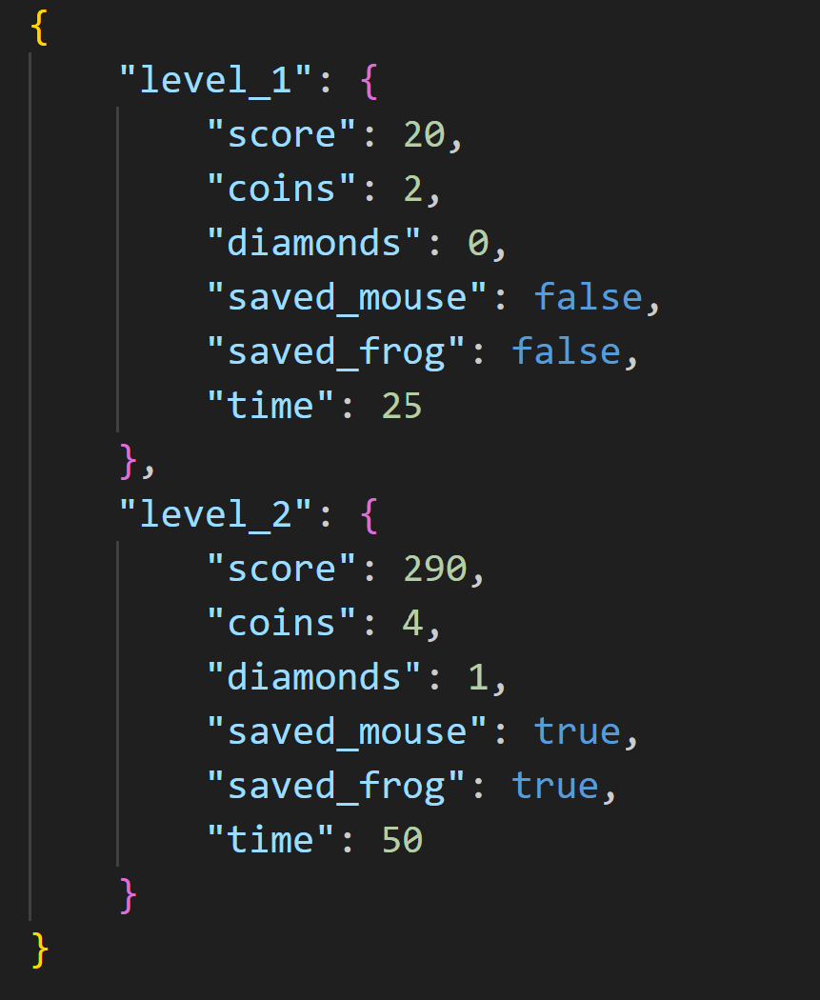 {
"level_1": {
"score": 20,
"coins": 2,
"diamonds": 0,
"saved_mouse": false,
"saved_frog": false,
"time": 25
},
"level_2": {
"score": 290,
"coins": 4,
"diamonds": 1,
"saved_mouse": true,
"saved_frog": true,
"time": 50
}
}